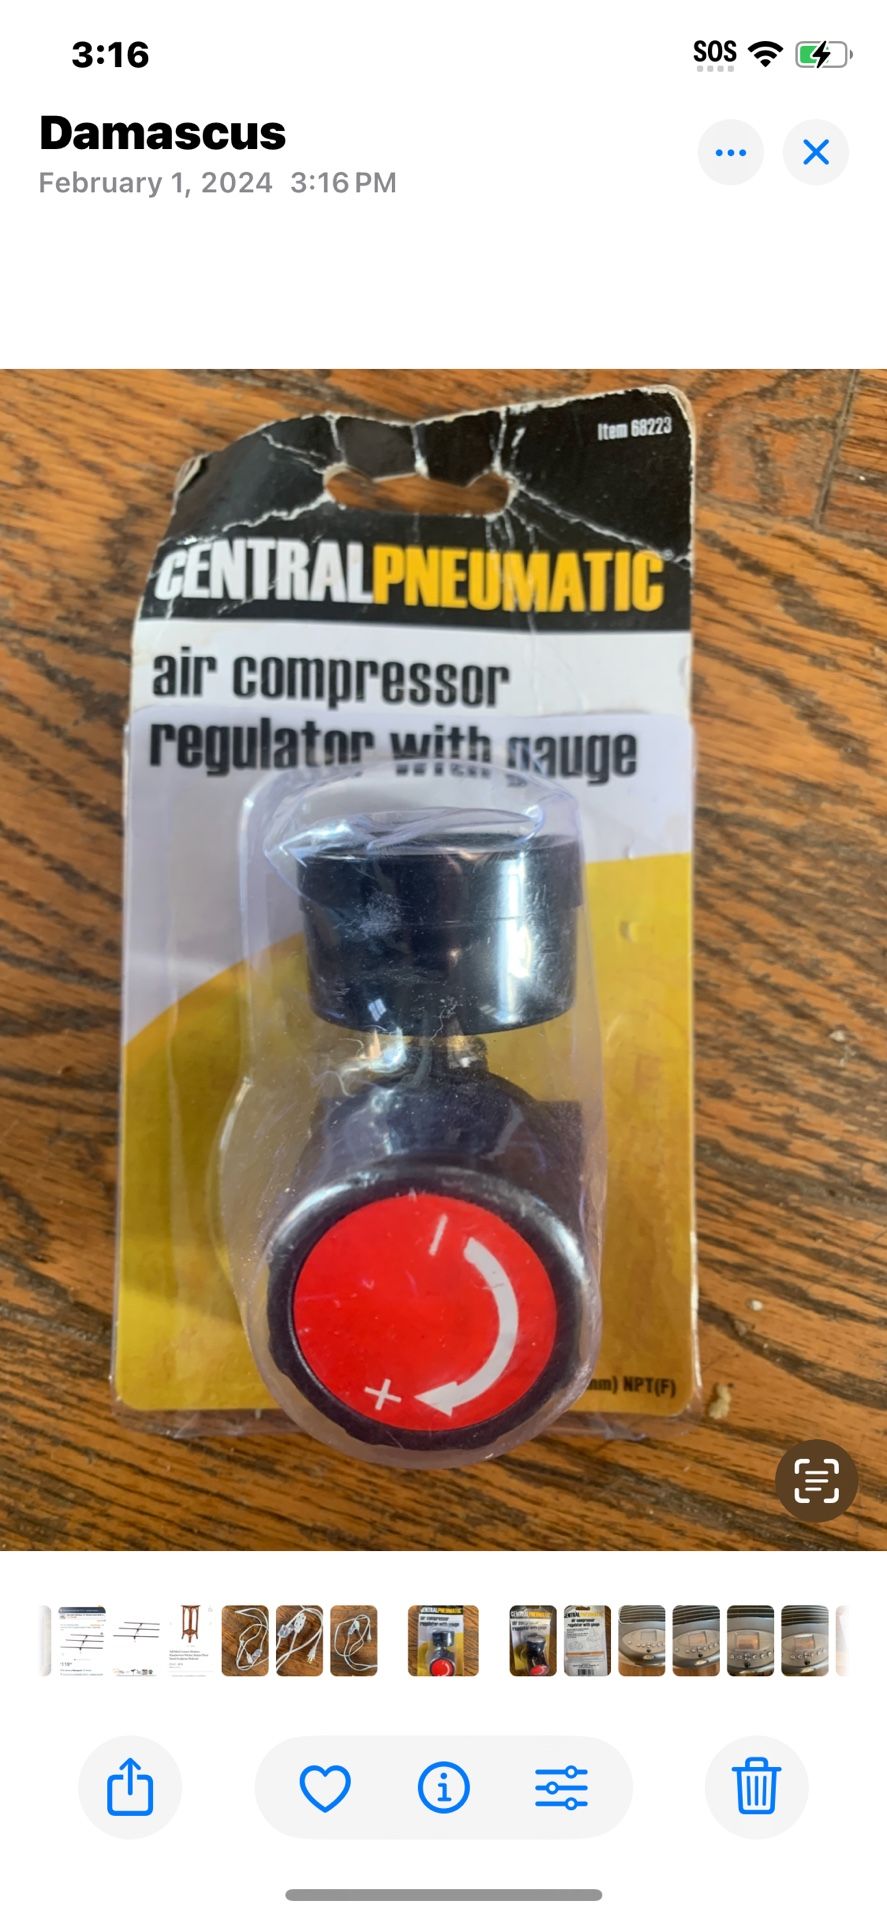 3:16
SOS
Damascus
February 1, 2024 3:16 PM
Item 68223
CENTRALPNEUMATIC
air compressor
regulator with gauge
− 
+
NPT(F)